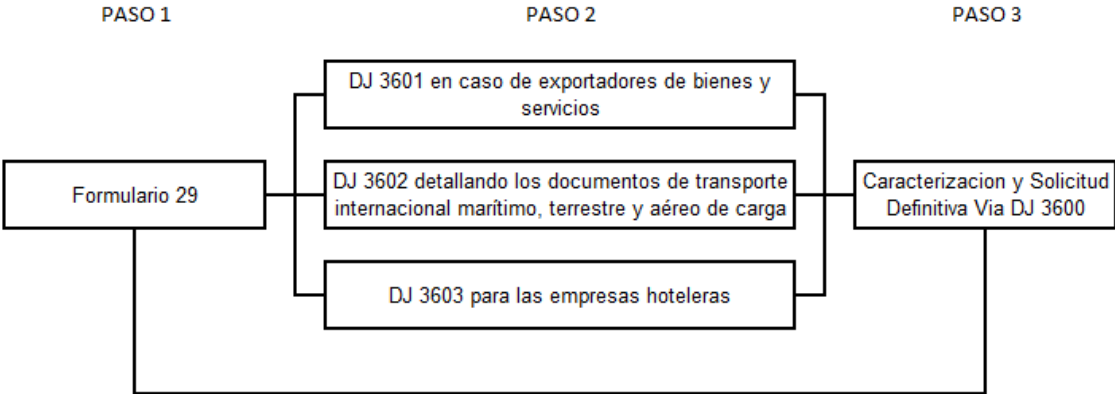 PASO 1
PASO 2
PASO 3
DJ 3601 en caso de exportadores de bienes y
servicios
Formulario 29
DJ 3602 detallando los documentos de transporte
internacional marítimo, terrestre y aéreo de carga
Caracterizacion y Solicitud
Definitiva Via DJ 3600
DJ 3603 para las empresas hoteleras